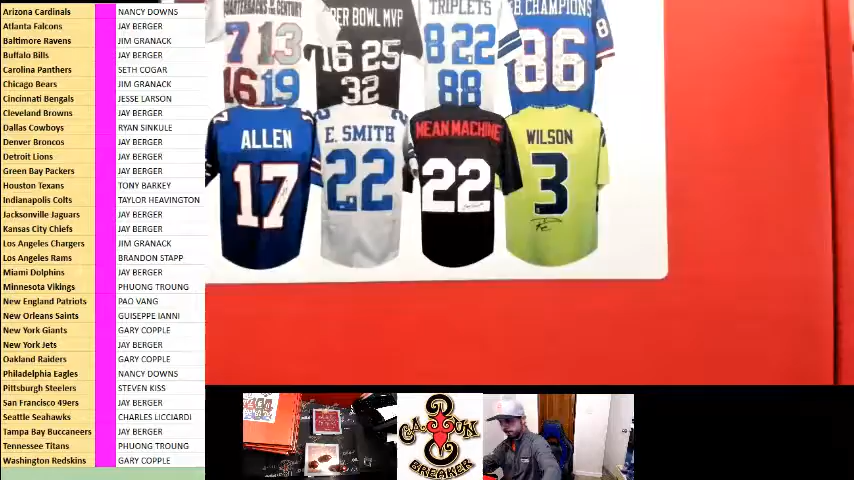 Arizona Cardinals NANCY DOWNS
Atlanta Falcons JAY BERGER
Baltimore Ravens JIM GRANACK
Buffalo Bills JAY BERGER
Carolina Panthers SETH COGAR
Chicago Bears JIM GRANACK
Cincinnati Bengals JESSE LARSON
Cleveland Browns JAY BERGER
Dallas Cowboys RYAN SINKULE
Denver Broncos JAY BERGER
Detroit Lions JAY BERGER
Green Bay Packers JAY BERGER
Houston Texans TONY BARKEY
Indianapolis Colts TAYLOR HEAVINGTON
Jacksonville Jaguars JAY BERGER
Kansas City Chiefs JAY BERGER
Los Angeles Chargers JIM GRANACK
Los Angeles Rams BRANDON STAPP
Miami Dolphins JAY BERGER
Minnesota Vikings PHUONG TROUNG
New England Patriots PAO VANG
New Orleans Saints GUISEPPE IANNI
New York Giants GARY COPPLE
New York Jets JAY BERGER
Oakland Raiders GARY COPPLE
Philadelphia Eagles NANCY DOWNS
Pittsburgh Steelers STEVEN KISS
San Francisco 49ers JAY BERGER
Seattle Seahawks CHARLES LICCIARDI
Tampa Bay Buccaneers JAY BERGER
Tennessee Titans PHUONG TROUNG
Washington Redskins GARY COPPLE
CENTURY
7 13
16 19
BOWL MVP
16 25
32
TRIPLETS
8 22
88
CHAMPIONS
86
8
ALLEN
17
E. SMITH
22
MEAN MACHINE
22
WILSON
3
CAJUN
BREAKER